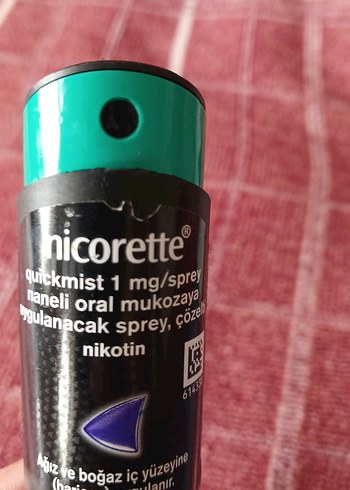 nicorette®
quickmist 1 mg/sprey
naneli oral mukozaya
uygulanacak sprey, çözelti
nikotin
Ağız ve boğaz iç yüzeyine